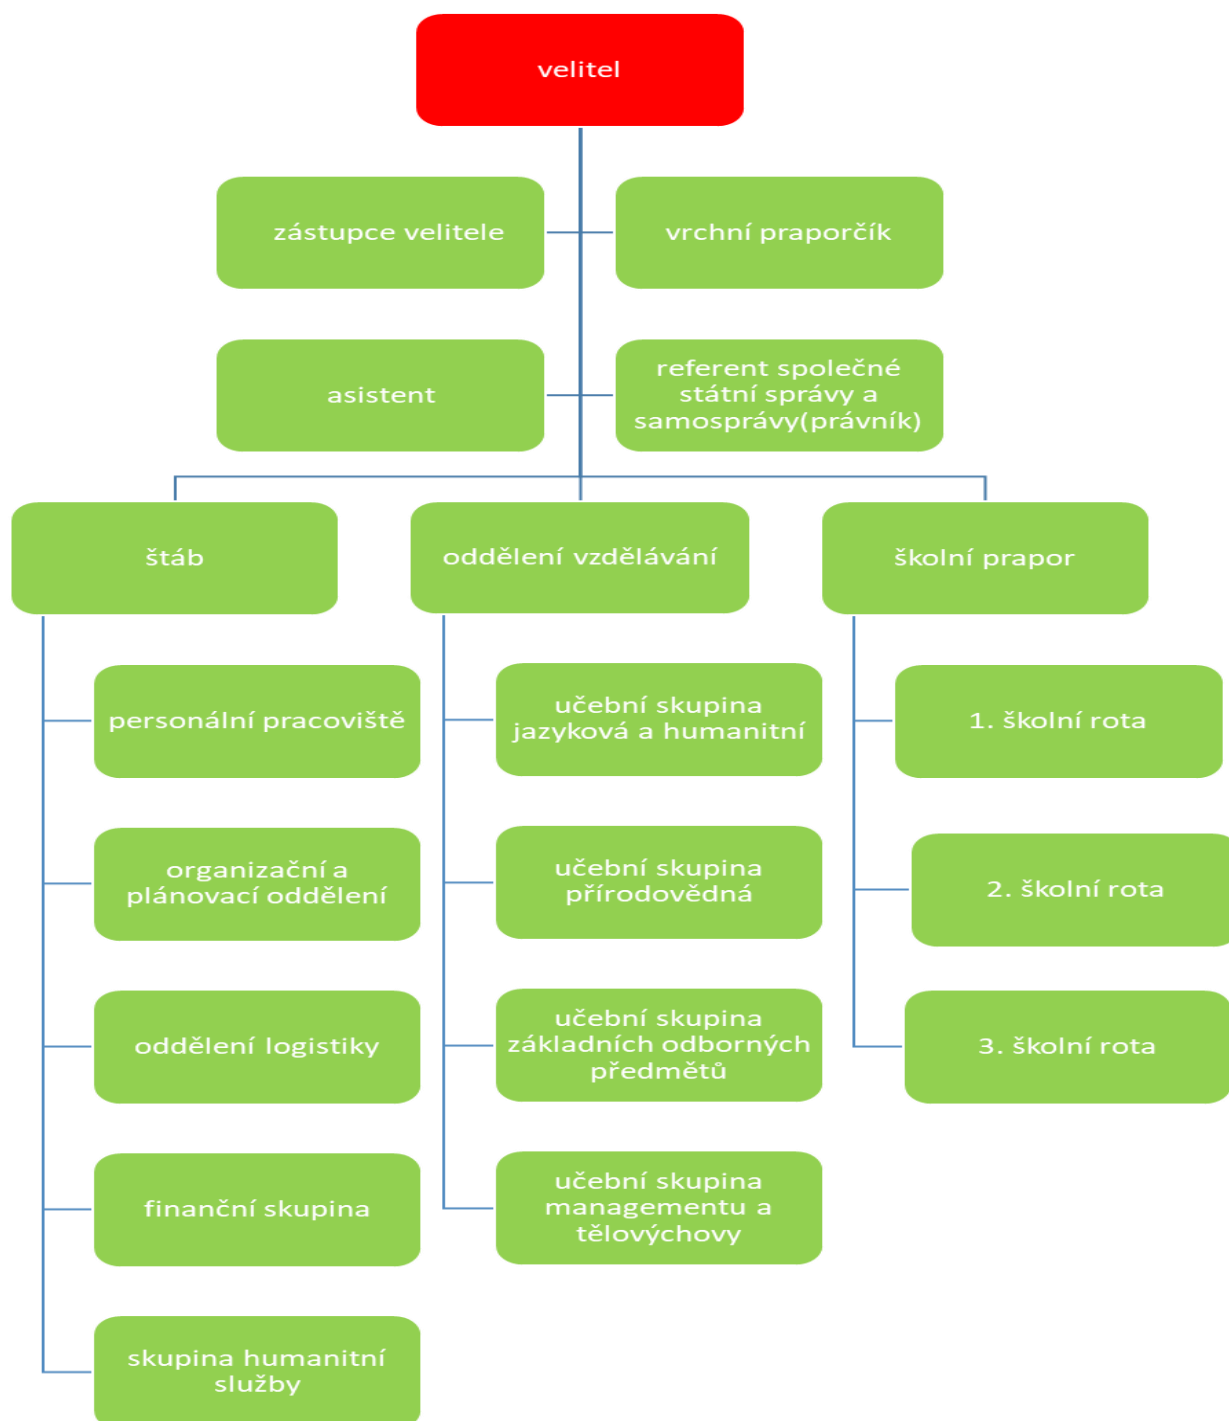 velitel
zástupce velitele
vrchní praporčík
asistent
referent společné
státní správy a
samosprávy(právník)
štáb
oddělení vzdělávání
školní prapor
personální pracoviště
organizační a
plánovací oddělení
oddělení logistiky
finanční skupina
skupina humanitní
služby
učební skupina
jazyková a humanitní
učební skupina
přírodovědná
učební skupina
základních odborných
předmětů
učební skupina
managementu a
tělovýchovy
1. školní rota
2. školní rota
3. školní rota